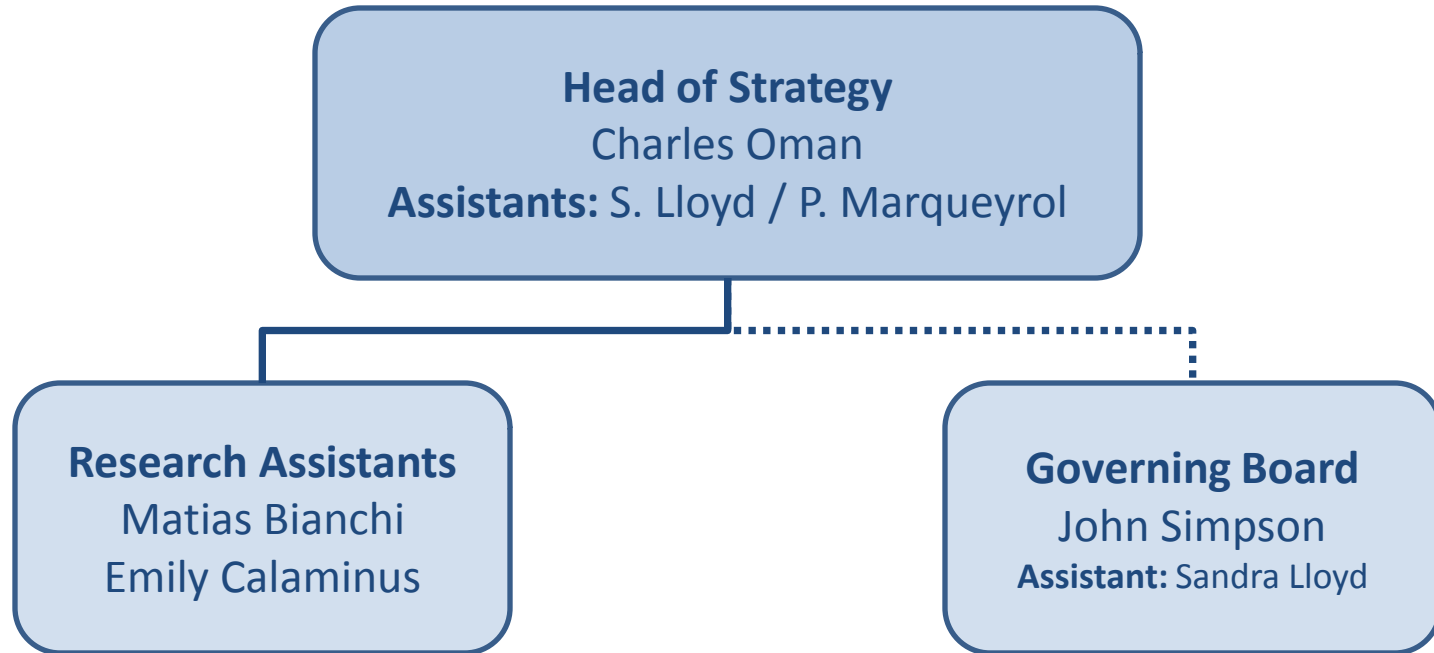 Head of Strategy
Charles Oman
Assistants: S. Lloyd / P. Marqueyrol
Research Assistants
Matias Bianchi
Emily Calaminus
Governing Board
John Simpson
Assistant: Sandra Lloyd